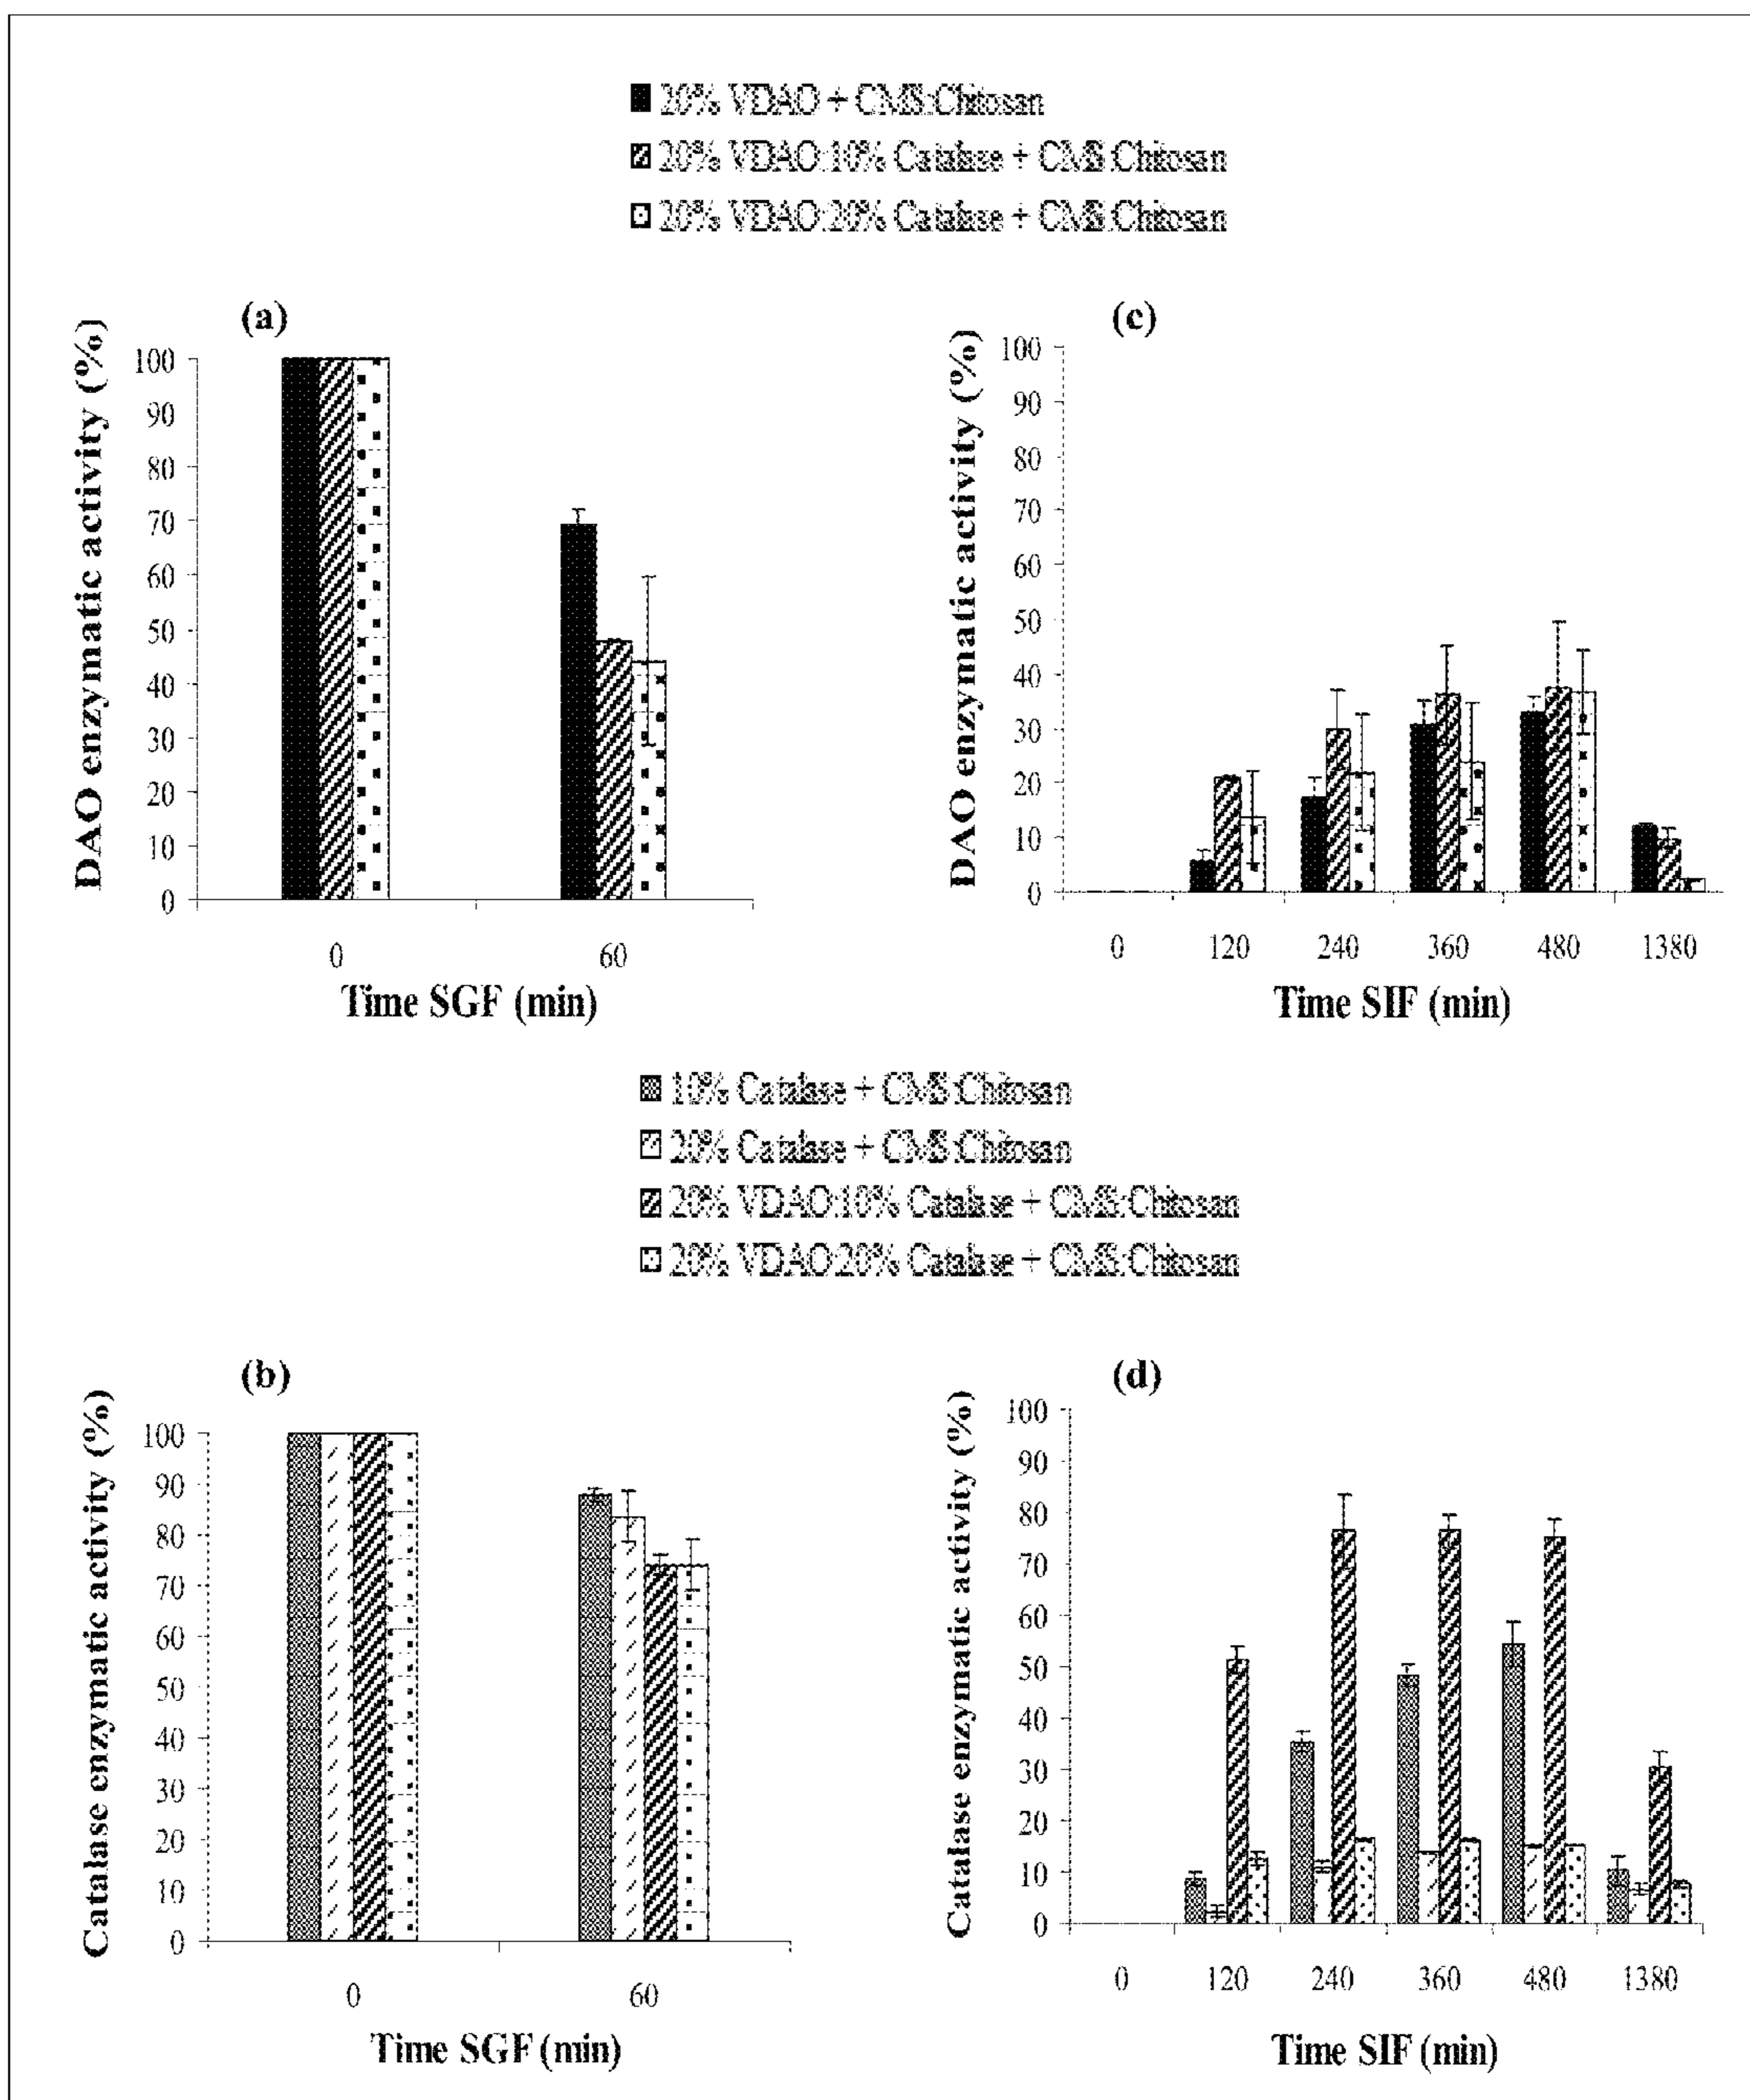 20% VDAO + CMS:Chitosan
20% VDAO:10% Catalase + CMS:Chitosan
20% VDAO:20% Catalase + CMS:Chitosan
(a)
DAO enzymatic activity (%)
100
90
80
70
60
50
40
30
20
10
0
0 60
Time SGF (min)
(c)
DAO enzymatic activity (%)
100
90
80
70
60
50
40
30
20
10
0
0 120 240 360 480 1380
Time SIF (min)
10% Catalase + CMS:Chitosan
20% Catalase + CMS:Chitosan
20% VDAO:10% Catalase + CMS:Chitosan
20% VDAO:20% Catalase + CMS:Chitosan
(b)
Catalase enzymatic activity (%)
100
90
80
70
60
50
40
30
20
10
0
0 60
Time SGF (min)
(d)
Catalase enzymatic activity (%)
100
90
80
70
60
50
40
30
20
10
0
0 120 240 360 480 1380
Time SIF (min)